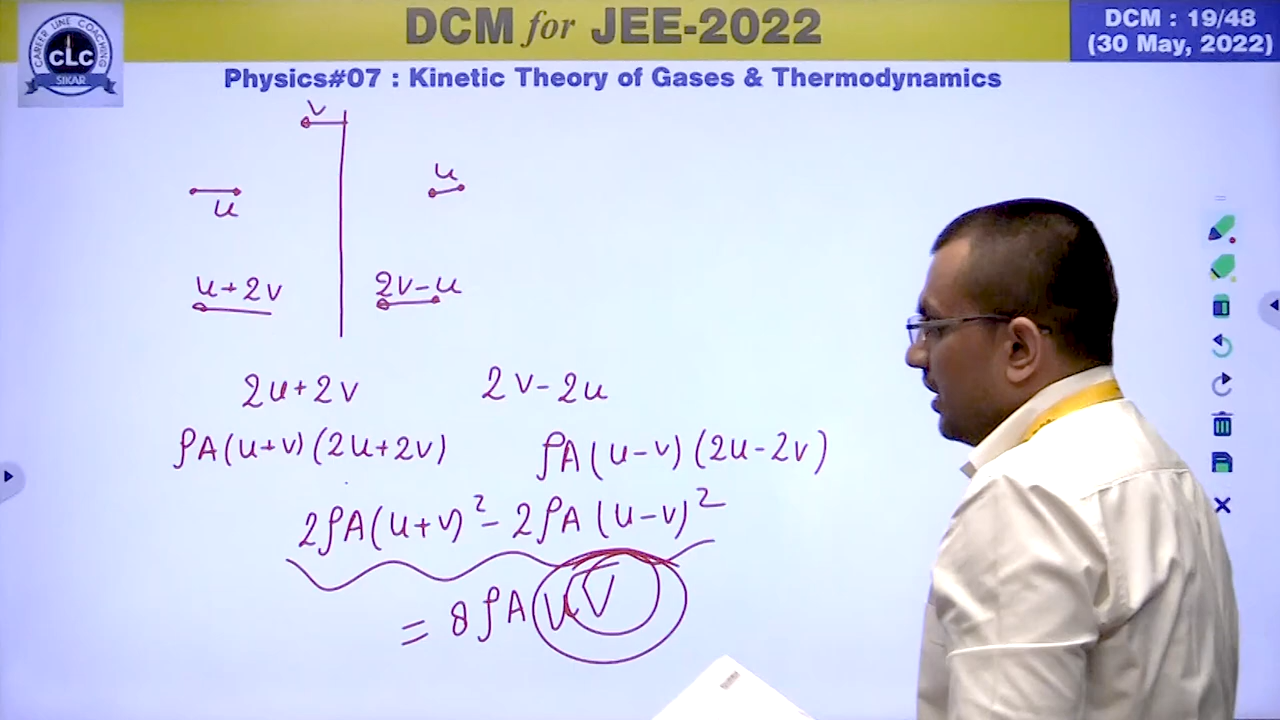 DCM for JEE-2022
DCM : 19/48
(30 May, 2022)
CAREER LINE COACHING
CLC
SIKAR
Physics#07 : Kinetic Theory of Gases & Thermodynamics
v
u
u
u+2v
2v-u
2u+2v
2v-2u
ρA(u+v)(2u+2v)
ρA(u-v)(2u-2v)
2ρA(u+v)² - 2ρA(u-v)²
= 8ρA(uv)